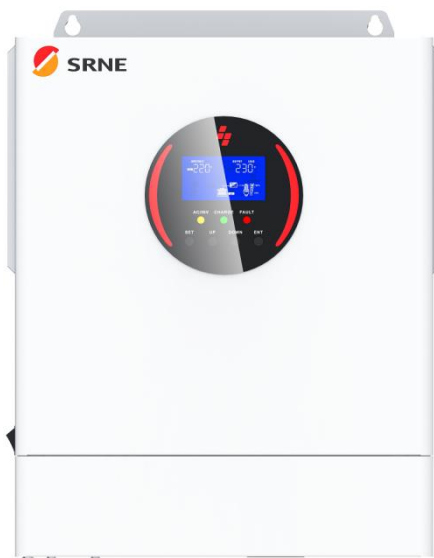 SRNE
220
230
AC/INV CHARGE FAULT
SET UP DOWN ENT